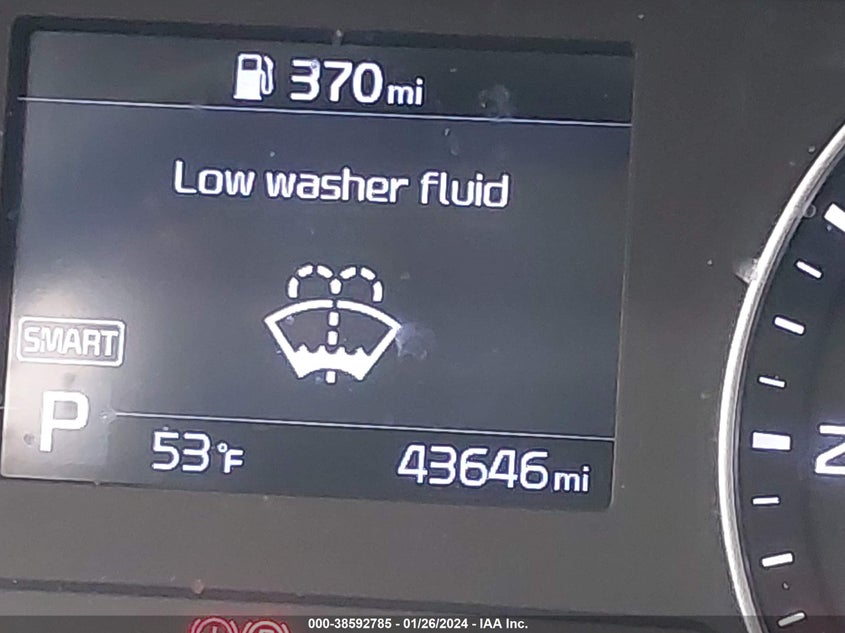 370mi
Low washer fluid
SMART
P
53°F
43646mi
000-38592785 - 01/26/2024 - IAA Inc.